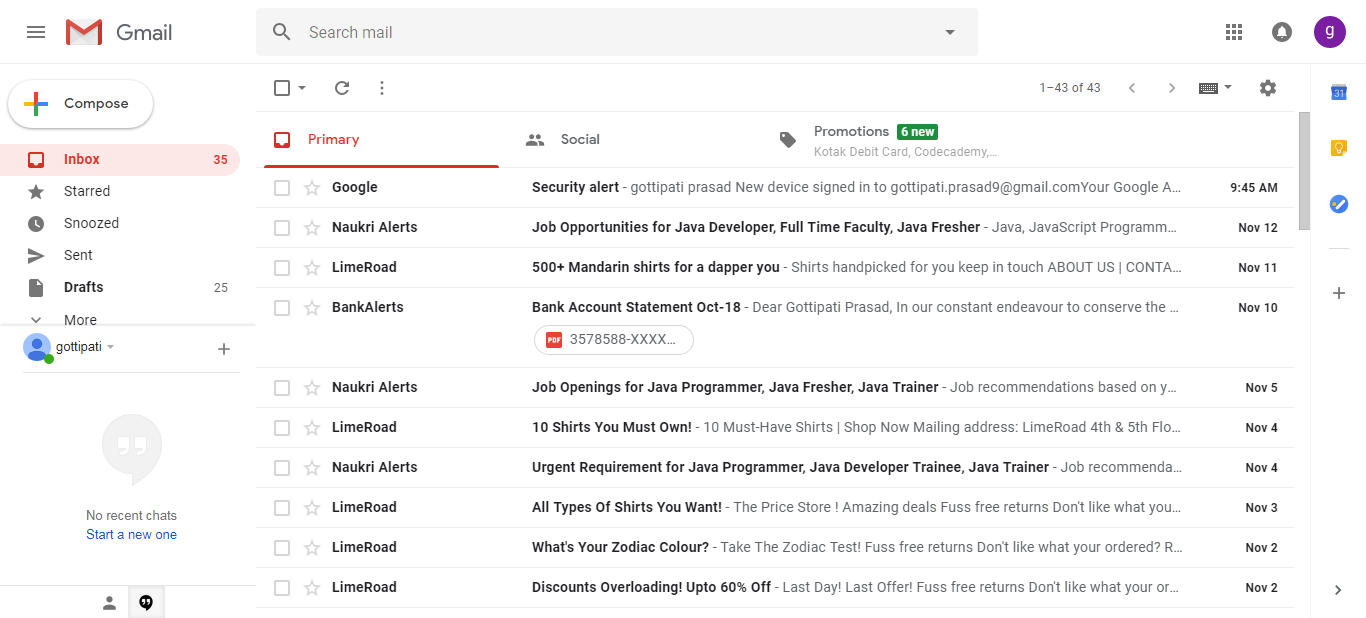 Gmail
Search mail
g
Compose
1–43 of 43
31
Inbox 35
Starred
Snoozed
Sent
Drafts 25
More
gottipati
No recent chats
Start a new one
Primary
Social
Promotions 6 new
Kotak Debit Card, Codecademy,...
Google Security alert - gottipati prasad New device signed in to gottipati.prasad9@gmail.comYour Google A... 9:45 AM
Naukri Alerts Job Opportunities for Java Developer, Full Time Faculty, Java Fresher - Java, JavaScript Programm... Nov 12
LimeRoad 500+ Mandarin shirts for a dapper you - Shirts handpicked for you keep in touch ABOUT US | CONTA... Nov 11
BankAlerts Bank Account Statement Oct-18 - Dear Gottipati Prasad, In our constant endeavour to conserve the ... Nov 10
PDF 3578588-XXXX...
Naukri Alerts Job Openings for Java Programmer, Java Fresher, Java Trainer - Job recommendations based on y... Nov 5
LimeRoad 10 Shirts You Must Own! - 10 Must-Have Shirts | Shop Now Mailing address: LimeRoad 4th & 5th Flo... Nov 4
Naukri Alerts Urgent Requirement for Java Programmer, Java Developer Trainee, Java Trainer - Job recommenda... Nov 4
LimeRoad All Types Of Shirts You Want! - The Price Store ! Amazing deals Fuss free returns Don't like what you... Nov 3
LimeRoad What's Your Zodiac Colour? - Take The Zodiac Test! Fuss free returns Don't like what your ordered? R... Nov 2
LimeRoad Discounts Overloading! Upto 60% Off - Last Day! Last Offer! Fuss free returns Don't like what your or... Nov 2